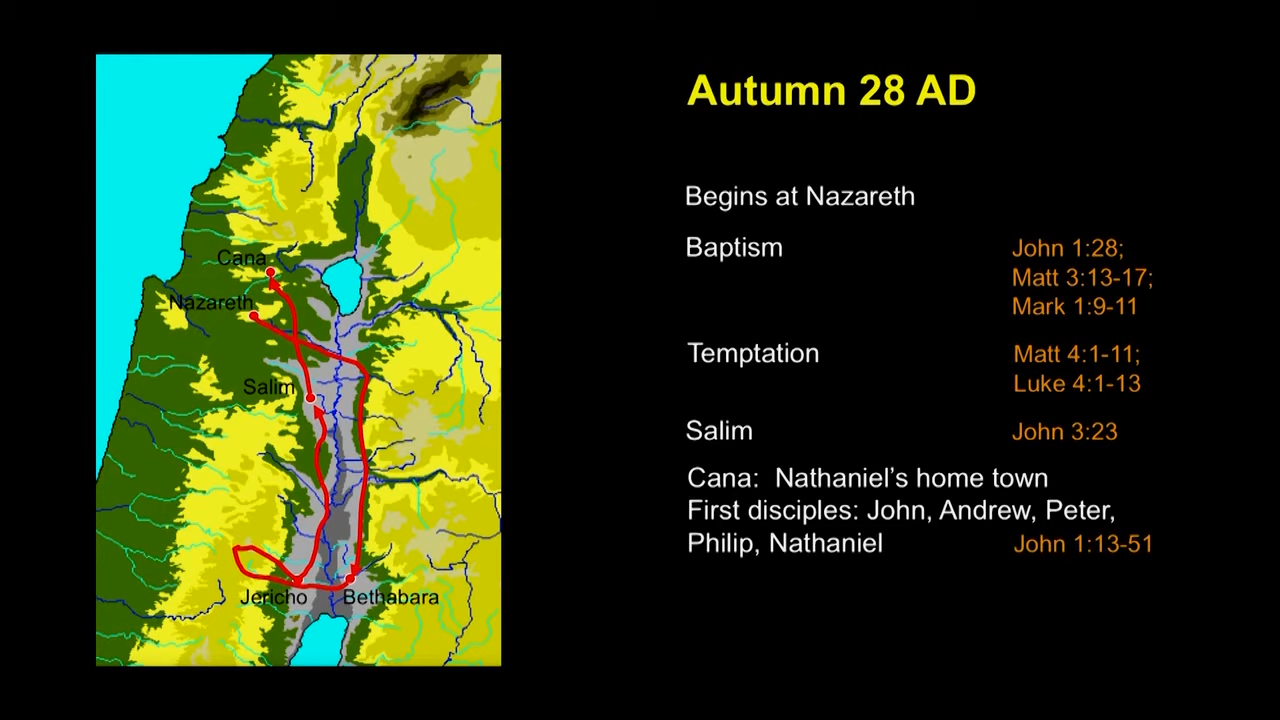 Autumn 28 AD
Begins at Nazareth
Baptism John 1:28;
Matt 3:13-17;
Mark 1:9-11
Temptation Matt 4:1-11;
Luke 4:1-13
Salim John 3:23
Cana: Nathaniel's home town
First disciples: John, Andrew, Peter,
Philip, Nathaniel John 1:13-51
Cana
Nazareth
Salim
Jericho Bethabara